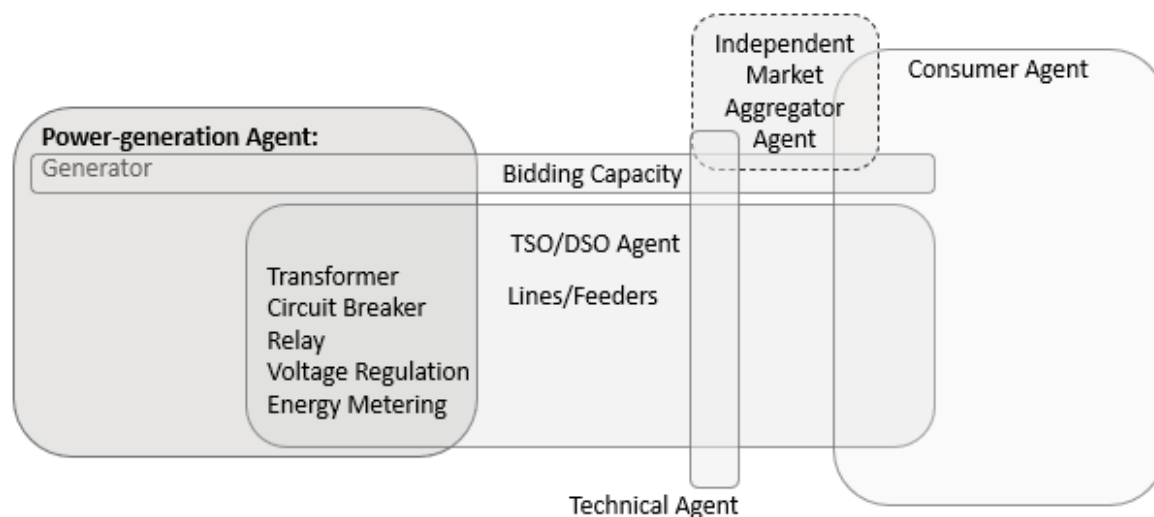 Independent
Market
Aggregator
Agent
Consumer Agent
Power-generation Agent:
Generator
Bidding Capacity
TSO/DSO Agent
Lines/Feeders
Transformer
Circuit Breaker
Relay
Voltage Regulation
Energy Metering
Technical Agent